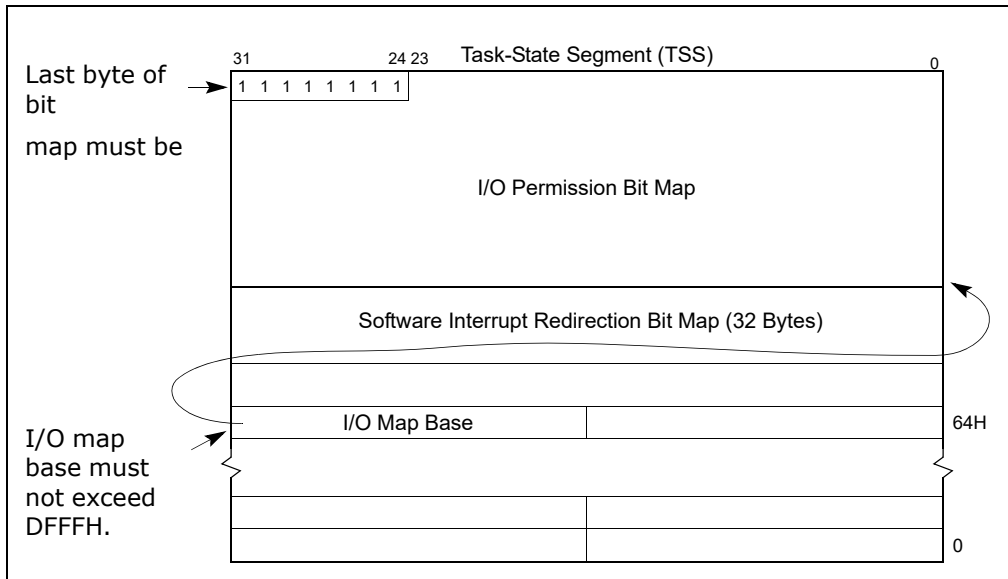 Task-State Segment (TSS)
31
24 23
0
Last byte of
bit
map must be
1 1 1 1 1 1 1 1
I/O Permission Bit Map
Software Interrupt Redirection Bit Map (32 Bytes)
I/O Map Base
64H
I/O map
base must
not exceed
DFFFH.
0